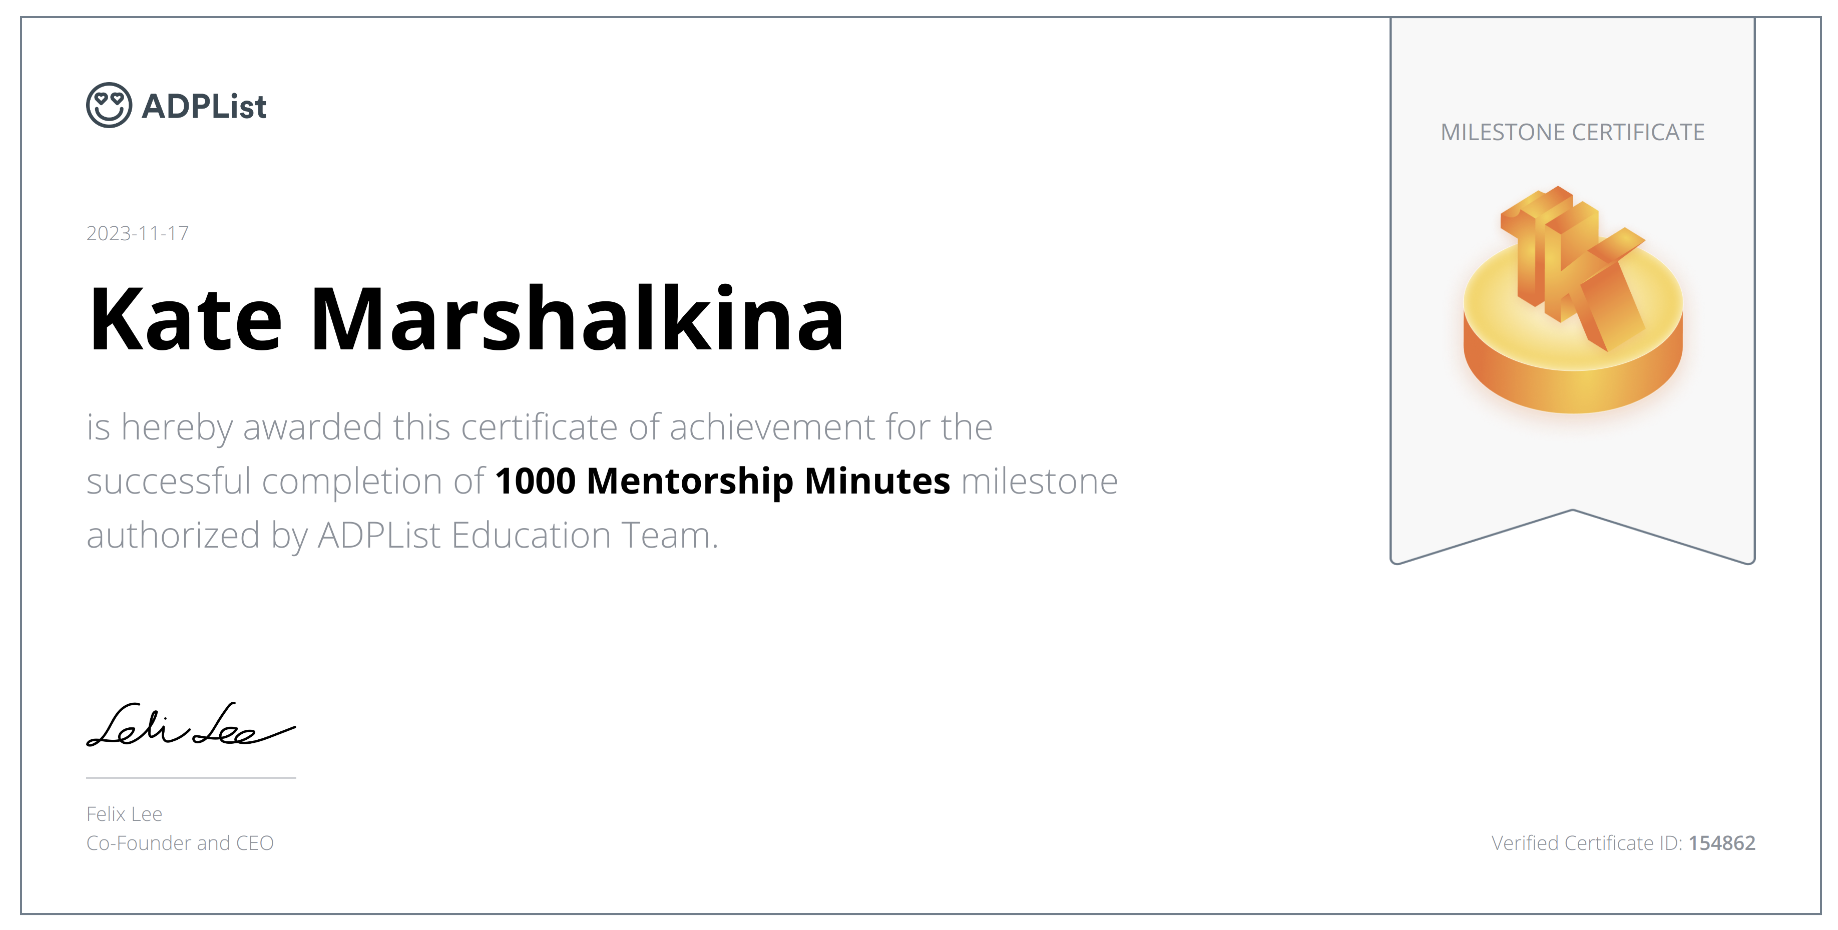 ADPList
MILESTONE CERTIFICATE
1K
2023-11-17
Kate Marshalkina
is hereby awarded this certificate of achievement for the
successful completion of 1000 Mentorship Minutes milestone
authorized by ADPList Education Team.
Felix Lee
Co-Founder and CEO
Verified Certificate ID: 154862